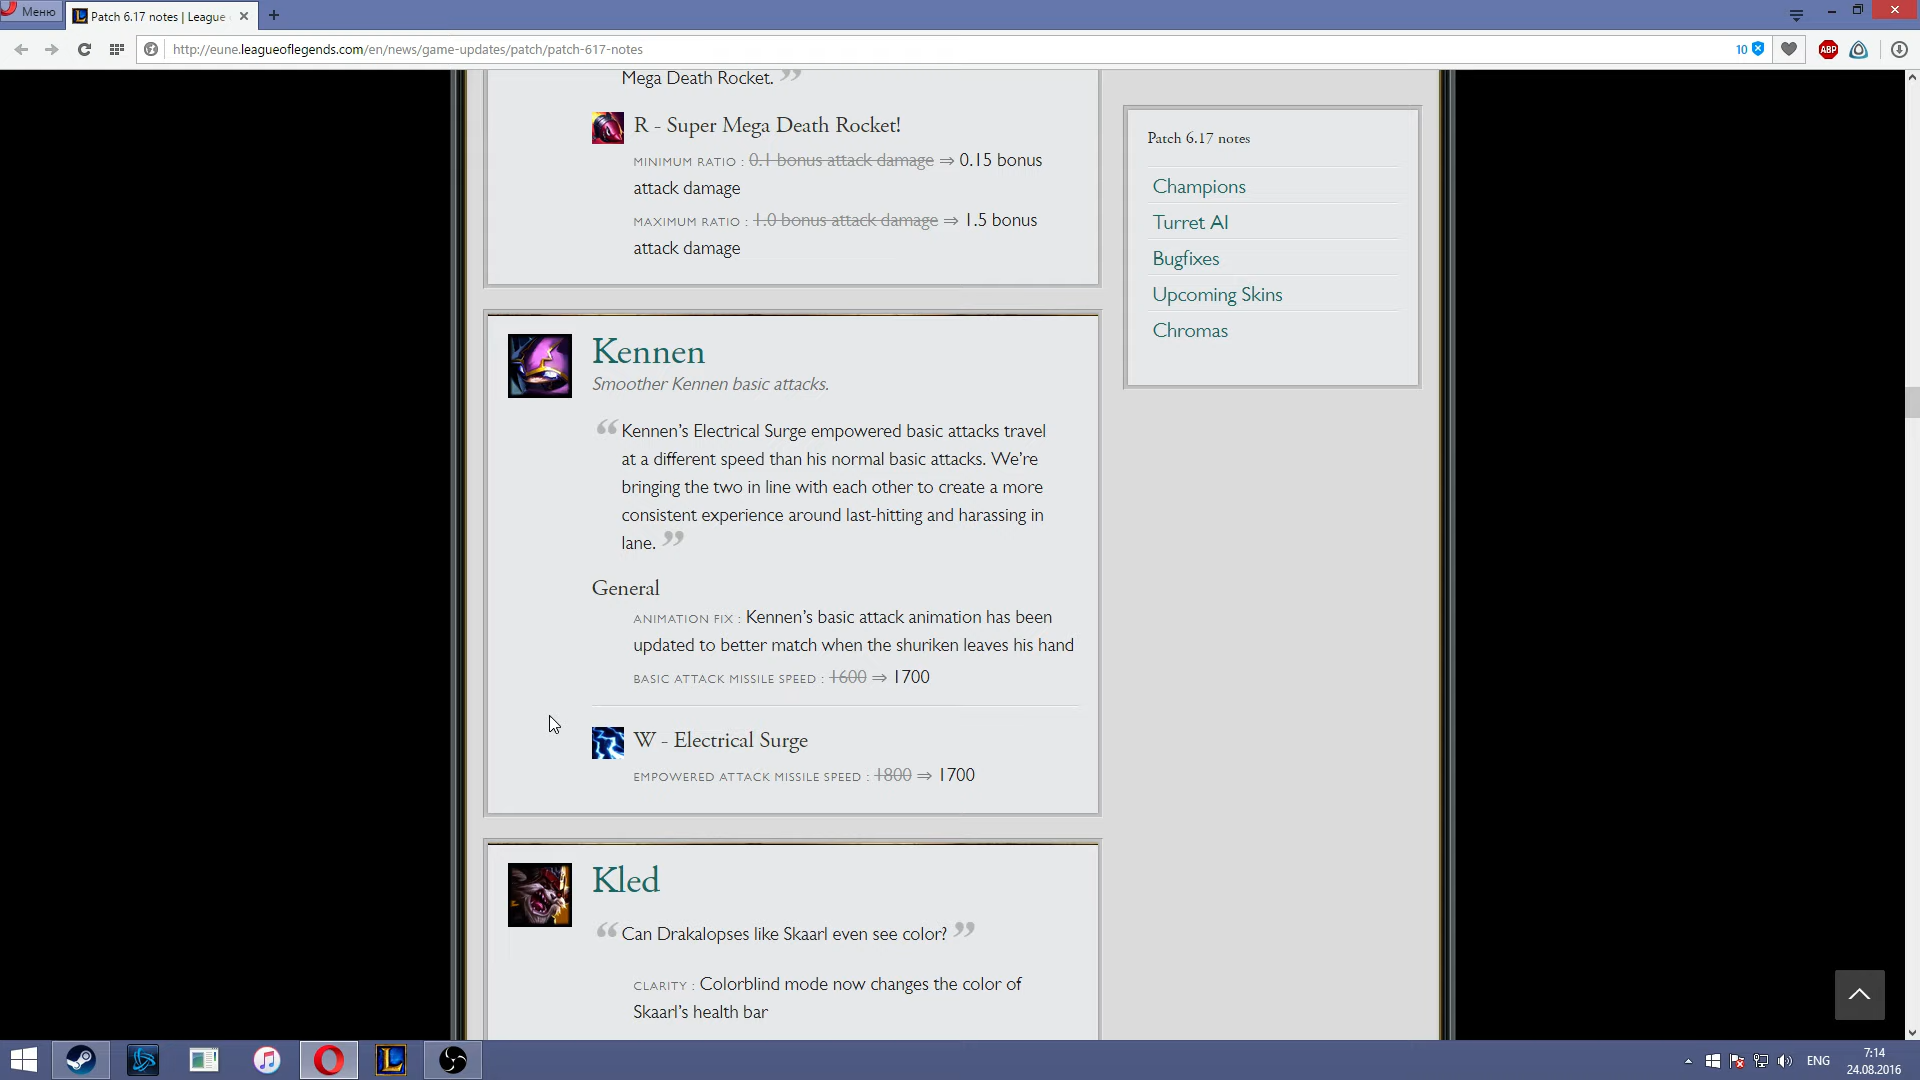 Меню
Patch 6.17 notes | League
http://eune.leagueoflegends.com/en/news/game-updates/patch/patch-617-notes
10
ABP
Mega Death Rocket. ”
R - Super Mega Death Rocket!
MINIMUM RATIO : 0.1 bonus attack damage ⇒ 0.15 bonus
attack damage
MAXIMUM RATIO : 1.0 bonus attack damage ⇒ 1.5 bonus
attack damage
Kennen
Smoother Kennen basic attacks.
“ Kennen’s Electrical Surge empowered basic attacks travel
at a different speed than his normal basic attacks. We’re
bringing the two in line with each other to create a more
consistent experience around last-hitting and harassing in
lane. ”
General
ANIMATION FIX : Kennen’s basic attack animation has been
updated to better match when the shuriken leaves his hand
BASIC ATTACK MISSILE SPEED : 1600 ⇒ 1700
W - Electrical Surge
EMPOWERED ATTACK MISSILE SPEED : 1800 ⇒ 1700
Kled
“ Can Drakalopses like Skaarl even see color? ”
CLARITY : Colorblind mode now changes the color of
Skaarl’s health bar
Patch 6.17 notes
Champions
Turret AI
Bugfixes
Upcoming Skins
Chromas
ENG
7:14
24.08.2016